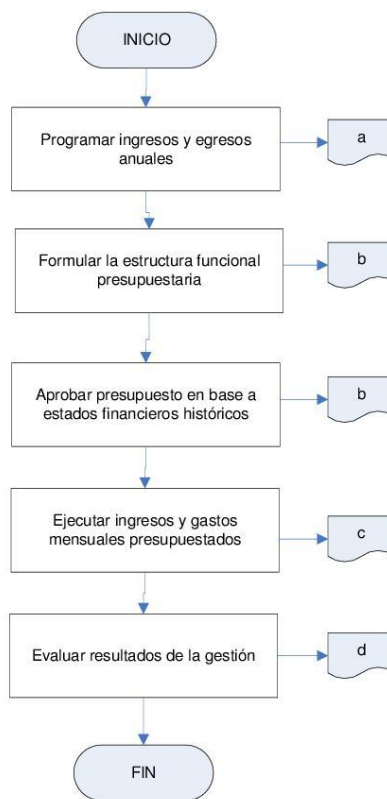 INICIO
Programar ingresos y egresos
anuales
a
Formular la estructura funcional
presupuestaria
b
Aprobar presupuesto en base a
estados financieros históricos
b
Ejecutar ingresos y gastos
mensuales presupuestados
c
Evaluar resultados de la gestión
d
FIN